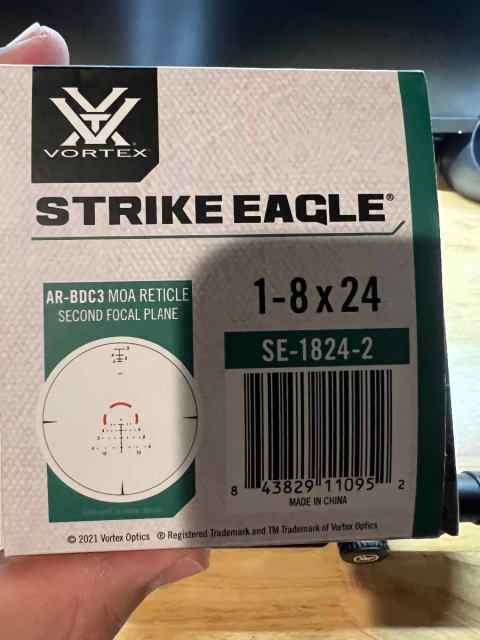 VORTEX
STRIKE EAGLE®
AR-BDC3 MOA RETICLE
SECOND FOCAL PLANE
1-8 x 24
SE-1824-2
8 43829 11095 2
MADE IN CHINA
© 2021 Vortex Optics ® Registered Trademark and TM Trademark of Vortex Optics